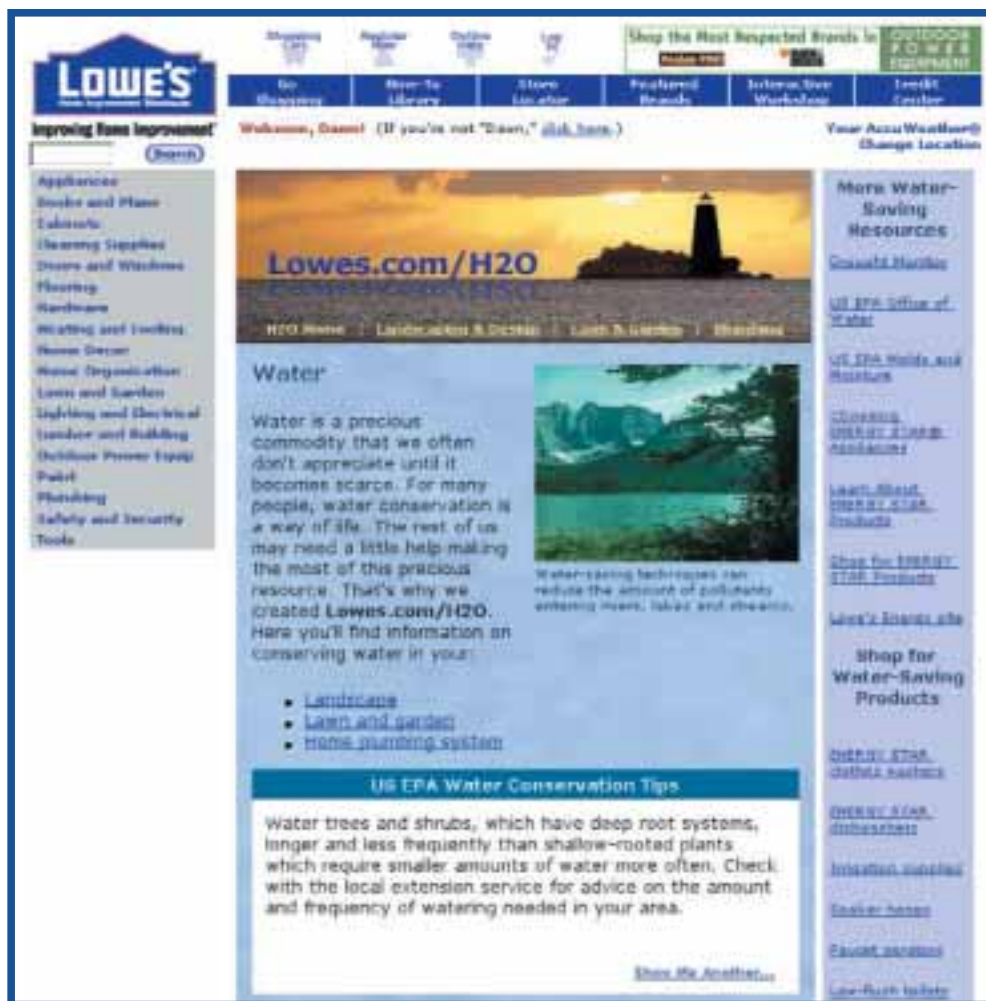 LOWE'S
Home Improvement Warehouse
Improving Home Improvement
Search
Shopping Cart
Register Now
Shop the Most Respected Brands in
OUTDOOR
POWER
EQUIPMENT
Go Shopping
How-To Library
Store Locator
Featured Brands
Interactive Workshop
Credit Center
Welcome, Dawn! (If you're not "Dawn," click here.)
Your AccuWeather®
Change Location
Appliances
Cabinets
Cleaning Supplies
Doors and Windows
Flooring
Hardware
Heating and Cooling
Home Decor
Home Organization
Lawn and Garden
Lighting and Electrical
Lumber and Building
Outdoor Power Equip
Paint
Plumbing
Safety and Security
Tools
Lowes.com/H2O
H2O Home | Landscaping & Design | Lawn & Garden | Plumbing
Water
Water is a precious
commodity that we often
don't appreciate until it
becomes scarce. For many
people, water conservation is
a way of life. The rest of us
may need a little help making
the most of this precious
resource. That's why we
created Lowes.com/H2O.
Here you'll find information on
conserving water in your:
Water-saving techniques can
reduce the amount of pollutants
entering rivers, lakes and streams.
Landscape
Lawn and garden
Home plumbing system
US EPA Water Conservation Tips
Water trees and shrubs, which have deep root systems,
longer and less frequently than shallow-rooted plants
which require smaller amounts of water more often. Check
with the local extension service for advice on the amount
and frequency of watering needed in your area.
Show Me Another...
More Water-
Saving
Resources
Drought Monitor
US EPA Office of
Water
US EPA Molds and
Moisture
Choosing
ENERGY STAR®
Appliances
Learn About
ENERGY STAR
Products
Shop for ENERGY
STAR Products
Lowe's Energy site
Shop for
Water-Saving
Products
ENERGY STAR
clothes washers
ENERGY STAR
dishwashers
Irrigation supplies
Soaker hoses
Faucet aerators
Low-flush toilets